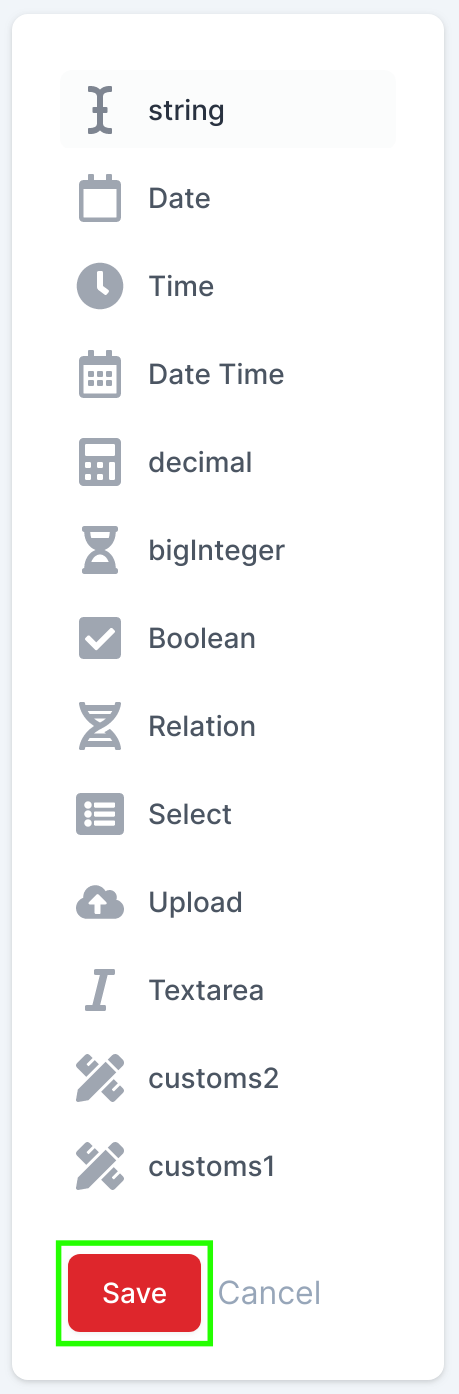 string
Date
Time
Date Time
decimal
bigInteger
Boolean
Relation
Select
Upload
Textarea
customs2
customs1
Save Cancel